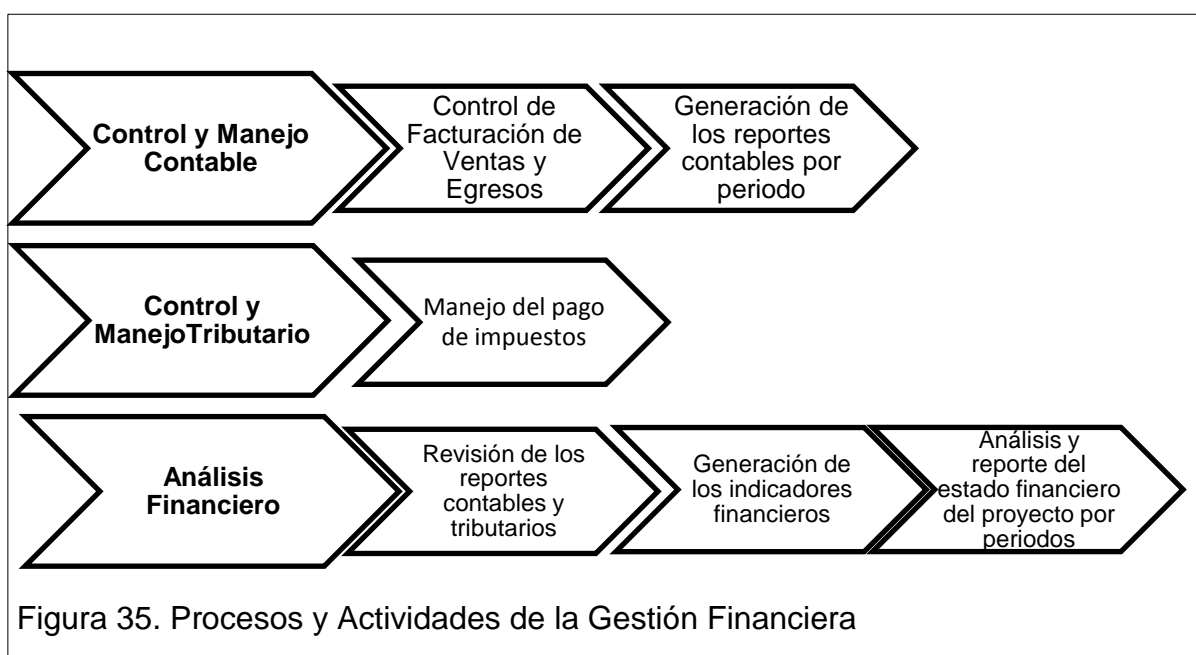 Control y Manejo
Contable
Control de
Facturación de
Ventas y
Egresos
Generación de
los reportes
contables por
periodo
Control y
ManejoTributario
Manejo del pago
de impuestos
Análisis
Financiero
Revisión de los
reportes
contables y
tributarios
Generación de
los indicadores
financieros
Análisis y
reporte del
estado financiero
del proyecto por
periodos
Figura 35. Procesos y Actividades de la Gestión Financiera